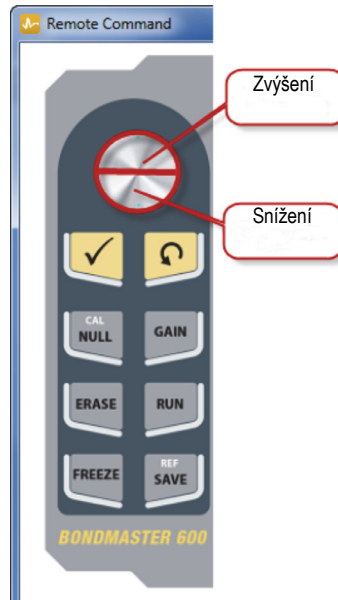 Remote Command
Zvýšení
Snížení
CAL
NULL
GAIN
ERASE
RUN
FREEZE
REF
SAVE
BONDMASTER 600